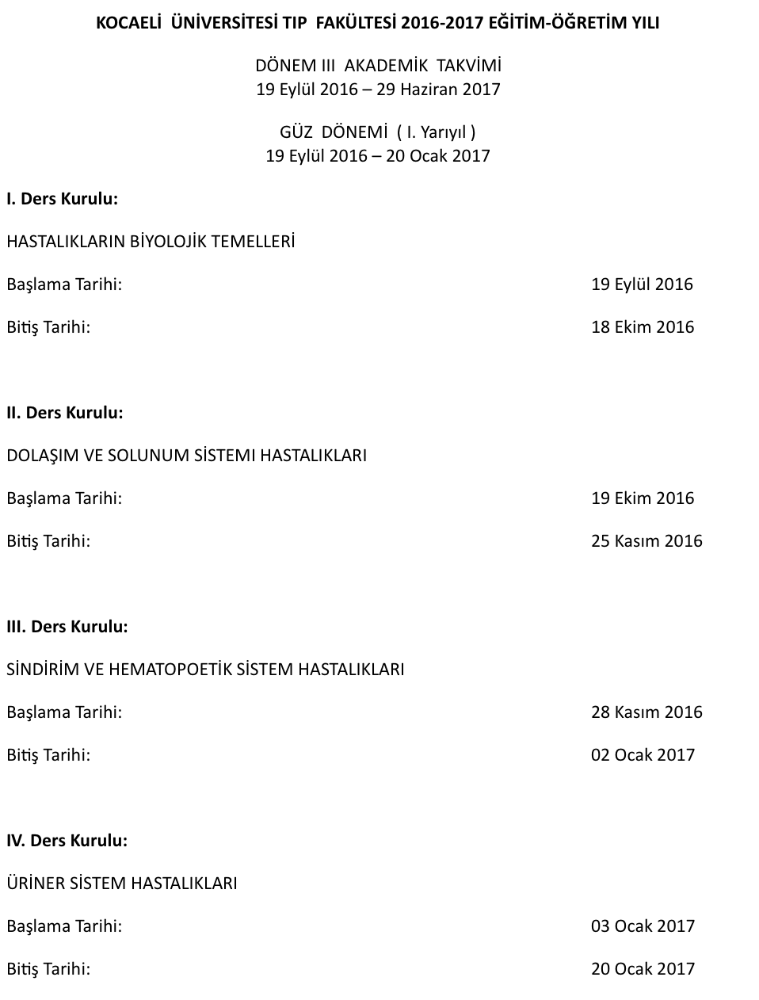 KOCAELİ ÜNİVERSİTESİ TIP FAKÜLTESİ 2016-2017 EĞİTİM-ÖĞRETİM YILI
DÖNEM III AKADEMİK TAKVİMİ
19 Eylül 2016 – 29 Haziran 2017
GÜZ DÖNEMİ ( I. Yarıyıl )
19 Eylül 2016 – 20 Ocak 2017
I. Ders Kurulu:
HASTALIKLARIN BİYOLOJİK TEMELLERİ
Başlama Tarihi: 19 Eylül 2016
Bitiş Tarihi: 18 Ekim 2016
II. Ders Kurulu:
DOLAŞIM VE SOLUNUM SİSTEMI HASTALIKLARI
Başlama Tarihi: 19 Ekim 2016
Bitiş Tarihi: 25 Kasım 2016
III. Ders Kurulu:
SİNDİRİM VE HEMATOPOETİK SİSTEM HASTALIKLARI
Başlama Tarihi: 28 Kasım 2016
Bitiş Tarihi: 02 Ocak 2017
IV. Ders Kurulu:
ÜRİNER SİSTEM HASTALIKLARI
Başlama Tarihi: 03 Ocak 2017
Bitiş Tarihi: 20 Ocak 2017